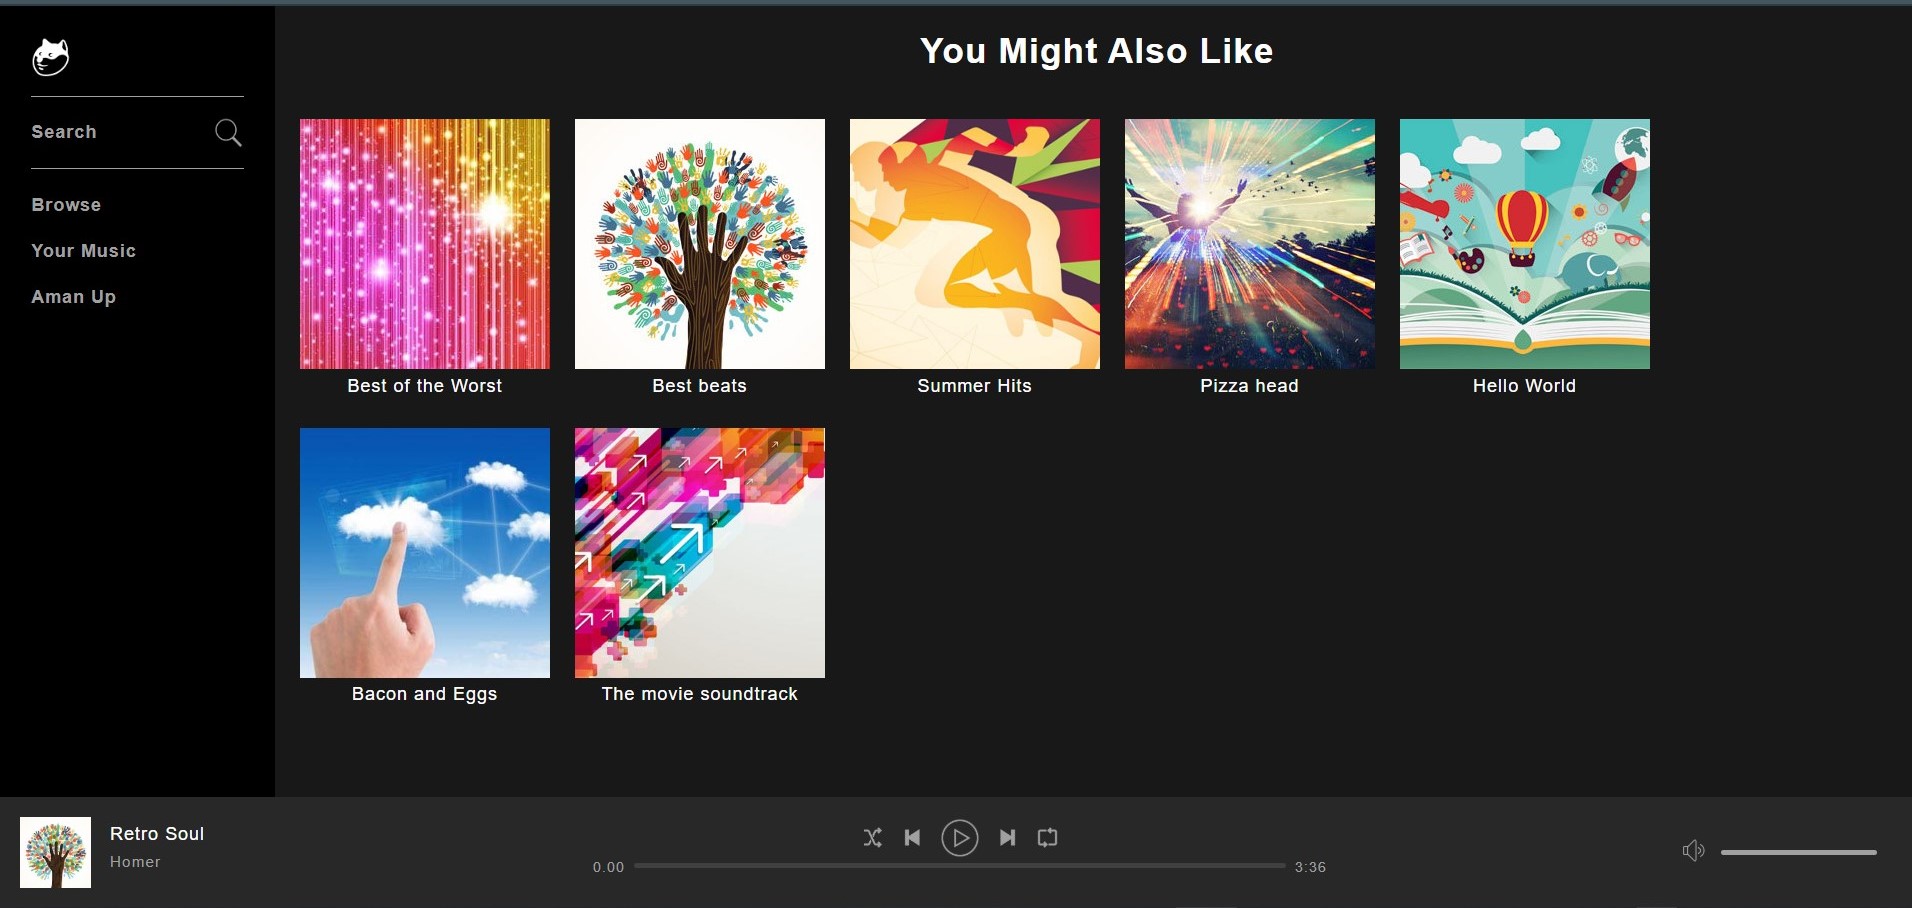 You Might Also Like
Search
Browse
Your Music
Aman Up
Best of the Worst
Best beats
Summer Hits
Pizza head
Hello World
Bacon and Eggs
The movie soundtrack
Retro Soul
Homer
0.00
3:36